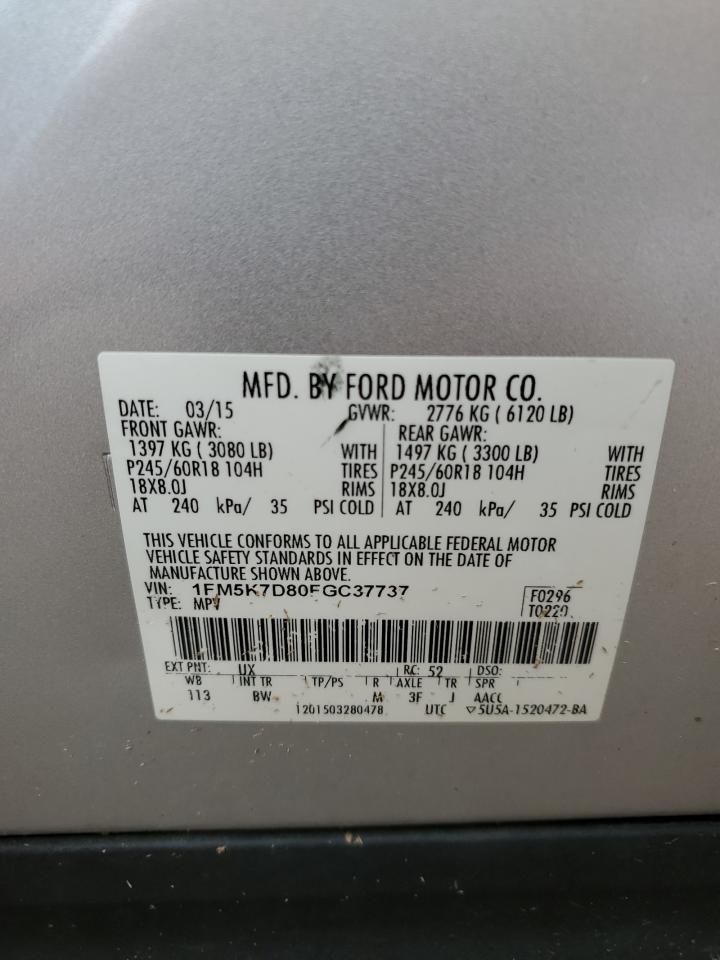 MFD. BY FORD MOTOR CO.
DATE: 03/15 GVWR: 2776 KG ( 6120 LB)
FRONT GAWR: REAR GAWR:
1397 KG ( 3080 LB) WITH 1497 KG ( 3300 LB) WITH
P245/60R18 104H TIRES P245/60R18 104H TIRES
18X8.0J RIMS 18X8.0J RIMS
AT 240 kPa/ 35 PSI COLD AT 240 kPa/ 35 PSI COLD
THIS VEHICLE CONFORMS TO ALL APPLICABLE FEDERAL MOTOR
VEHICLE SAFETY STANDARDS IN EFFECT ON THE DATE OF
MANUFACTURE SHOWN ABOVE.
VIN: 1FM5K7D80FGC37737 F0296
TYPE: MPV T0220
EXT PNT: UX RC: 52 DSO:
WB INT TR TP/PS R AXLE TR SPR
113 BW M 3F J AACC
1201503280478 UTC ▽5U5A-1520472-BA